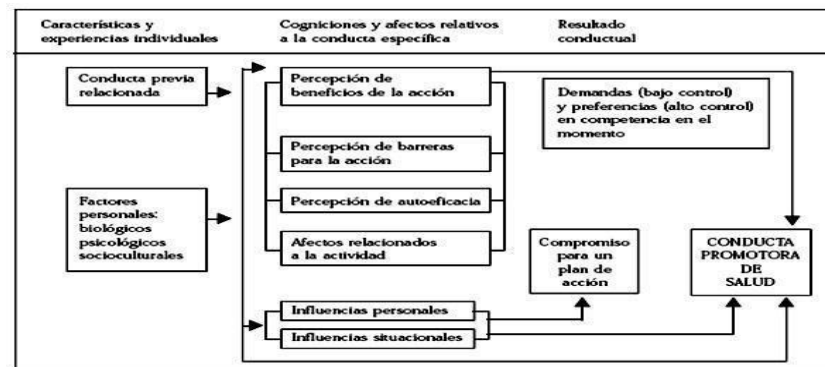 Características y
experiencias individuales
Cogniciones y afectos relativos
a la conducta específica
Resultado
conductual
Conducta previa
relacionada
Factores
personales:
biológicos
psicológicos
socioculturales
Percepción de
beneficios de la acción
Percepción de barreras
para la acción
Percepción de autoeficacia
Afectos relacionados
a la actividad
Influencias personales
Influencias situacionales
Demandas (bajo control)
y preferencias (alto control)
en competencia en el
momento
Compromiso
para un
plan de
acción
CONDUCTA
PROMOTORA
DE
SALUD